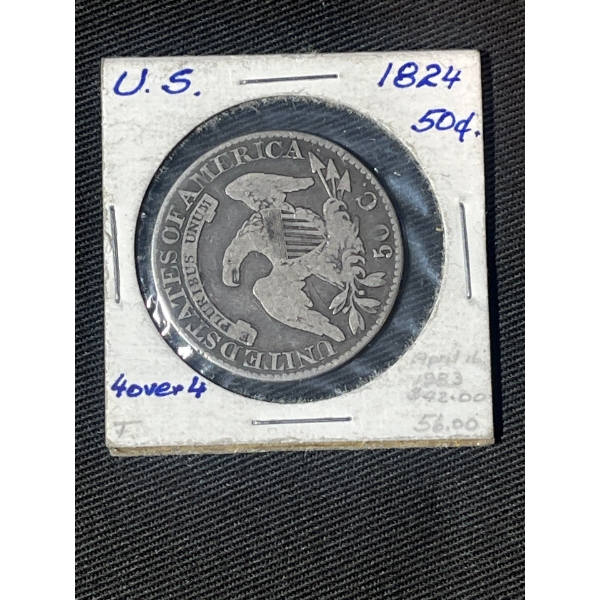 U.S. 1824
50¢.
UNITED STATES OF AMERICA
E PLURIBUS UNUM
50 C.
4 over 4
April 16
1983
$42.00
56.00
T